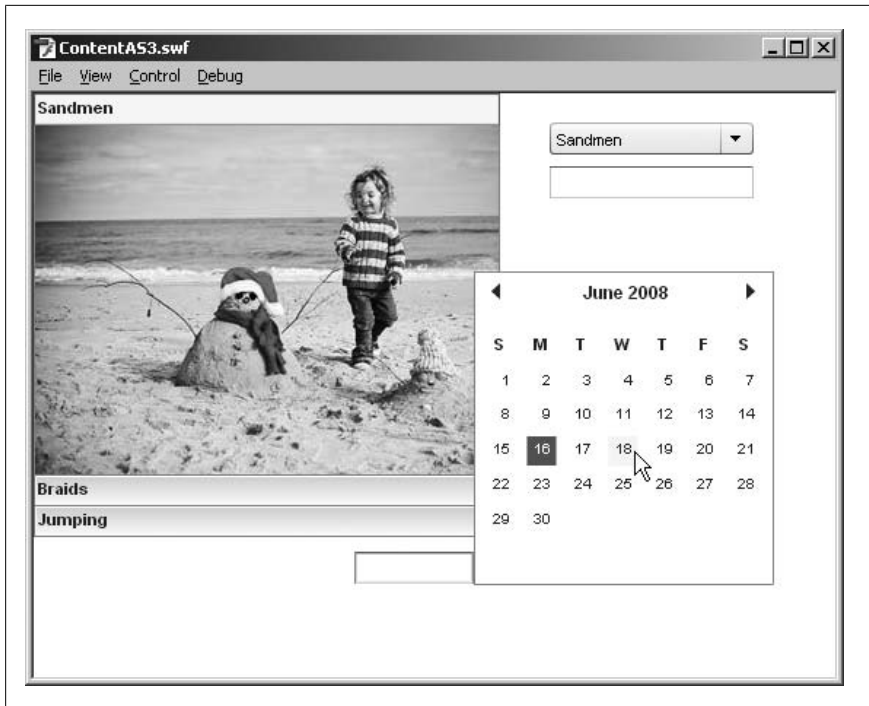 ContentAS3.swf
File View Control Debug
Sandmen
Sandmen
June 2008
S M T W T F S
1 2 3 4 5 6 7
8 9 10 11 12 13 14
15 16 17 18 19 20 21
22 23 24 25 26 27 28
29 30
Braids
Jumping